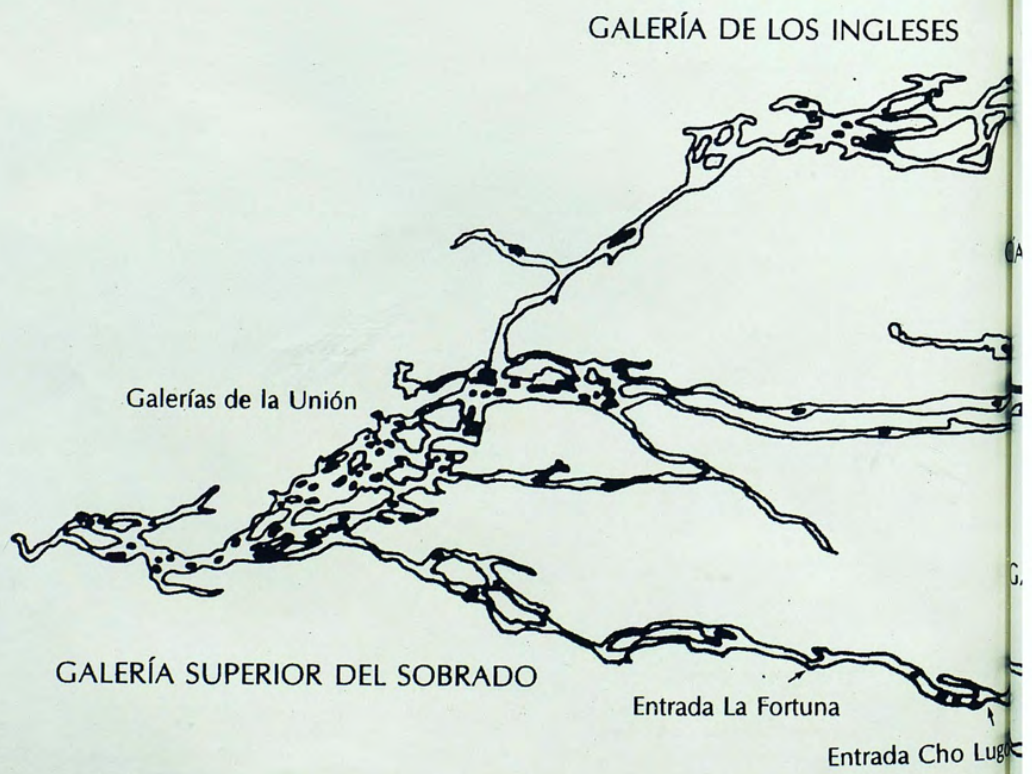 GALERÍA DE LOS INGLESES
Galerías de la Unión
GALERÍA SUPERIOR DEL SOBRADO
Entrada La Fortuna
Entrada Cho Lugo